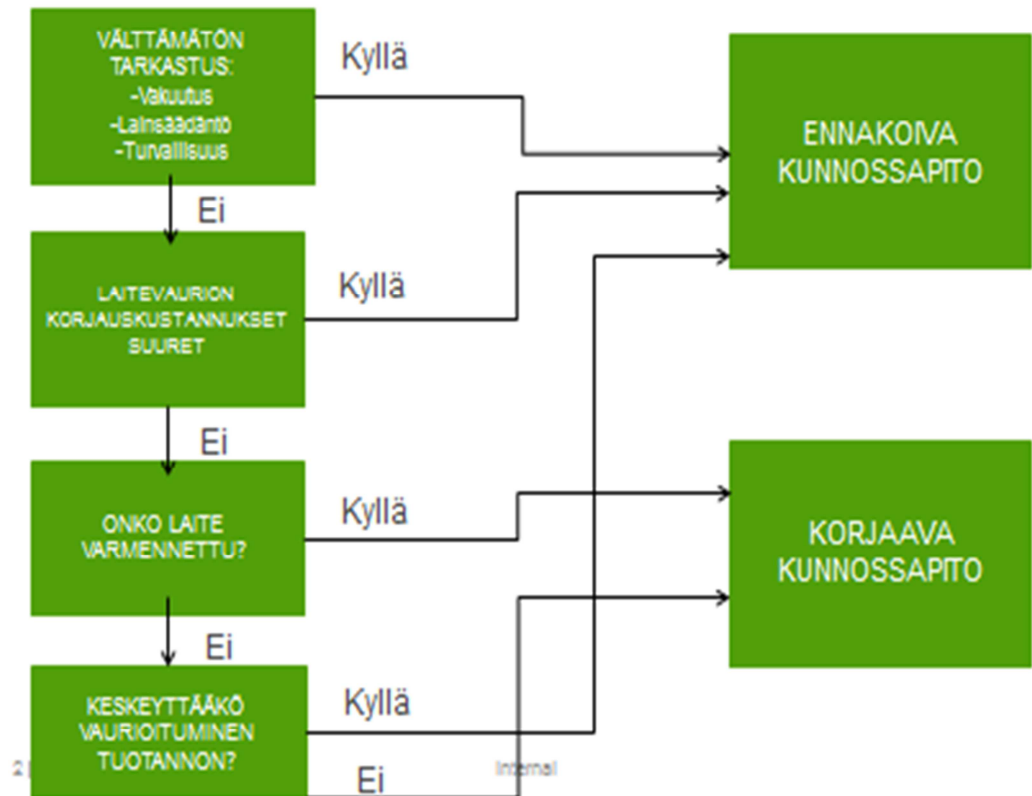 VÄLTTÄMÄTÖN
TARKASTUS:
-Vakuutus
-Lainsäädäntö
-Turvallisuus
Kyllä
ENNAKOIVA
KUNNOSSAPITO
Ei
LAITEVAURION
KORJAUSKUSTANNUKSET
SUURET
Kyllä
Ei
ONKO LAITE
VARMENNETTU?
Kyllä
KORJAAVA
KUNNOSSAPITO
Ei
KESKEYTTÄÄKÖ
VAURIOITUMINEN
TUOTANNON?
Kyllä
Ei
2 |
Internal